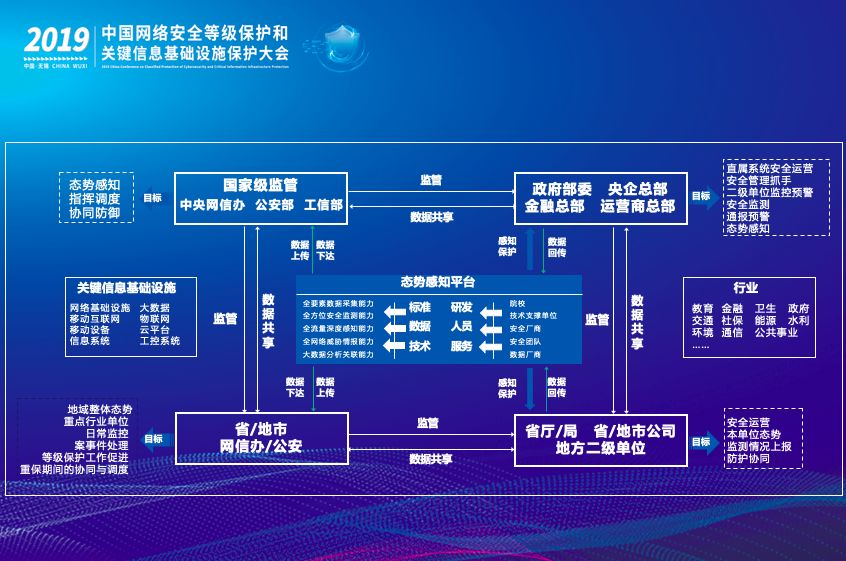 2019
中国·无锡 CHINA WUXI
中国网络安全等级保护和
关键信息基础设施保护大会
2019 China Conference on Classified Protection of Cybersecurity and Critical Information Infrastructure Protection
态势感知
指挥调度
协同防御
目标
国家级监管
中央网信办 公安部 工信部
监管
数据共享
政府部委 央企总部
金融总部 运营商总部
目标
直属系统安全运营
安全管理抓手
二级单位监控预警
安全监测
通报预警
态势感知
数据
上传
数据
下达
感知
保护
数据
回传
关键信息基础设施
网络基础设施 大数据
移动互联网 物联网
移动设备 云平台
信息系统 工控系统
监管
数据共享
态势感知平台
全要素数据采集能力
全方位安全监测能力
全流量深度感知能力
全网络威胁情报能力
大数据分析关联能力
标准
数据
技术
研发
人员
服务
院校
技术支撑单位
安全厂商
安全团队
数据厂商
监管
数据共享
行业
教育 金融 卫生 政府
交通 社保 能源 水利
环境 通信 公共事业
……
数据
下达
数据
上传
感知
保护
数据
回传
地域整体态势
重点行业单位
日常监控
案事件处理
等级保护工作促进
重保期间的协同与调度
目标
省/地市
网信办/公安
监管
数据共享
省厅/局 省/地市公司
地方二级单位
目标
安全运营
本单位态势
监测情况上报
防护协同